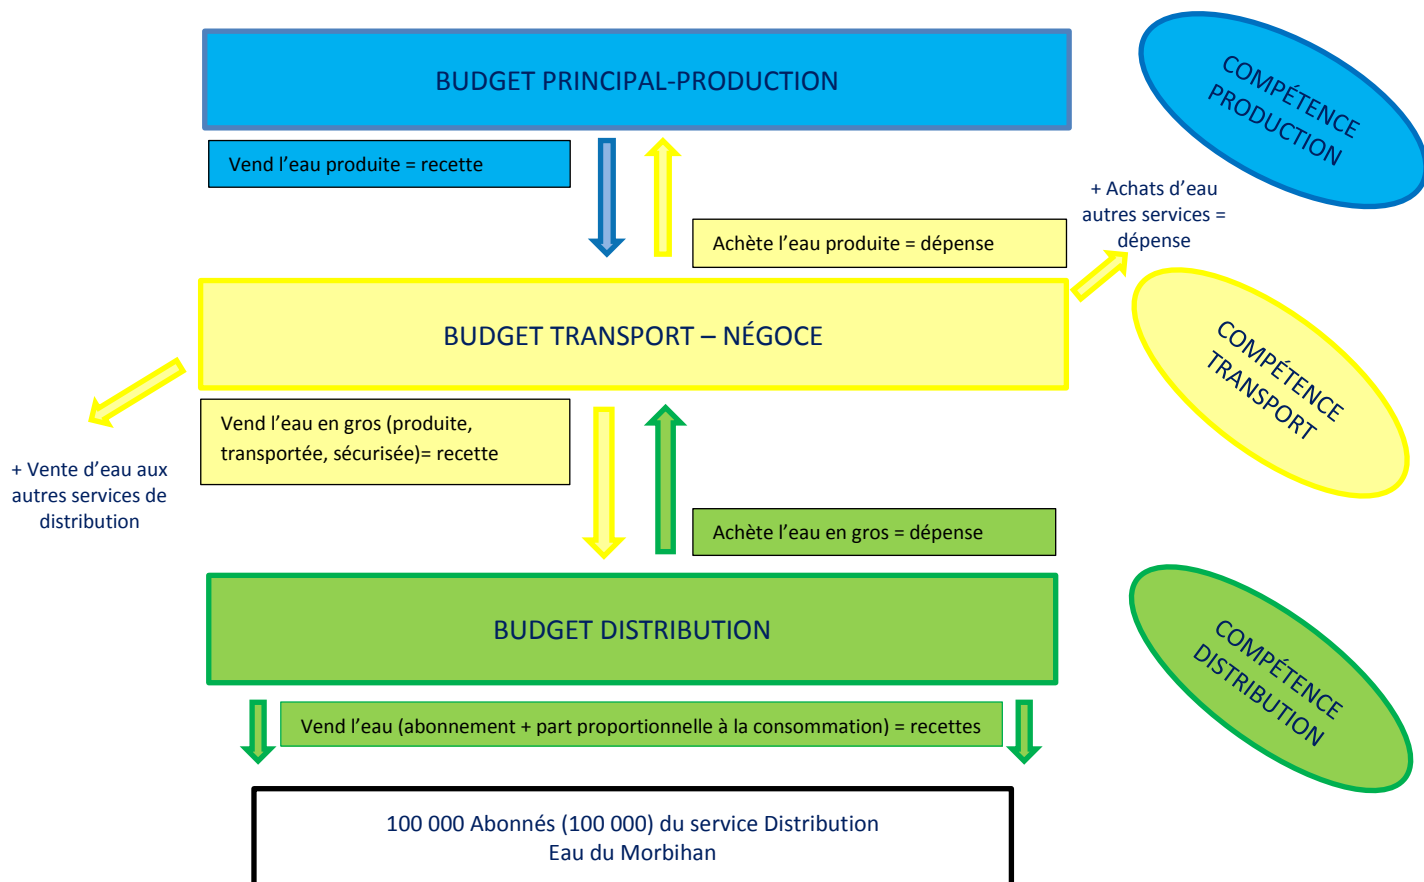 BUDGET PRINCIPAL-PRODUCTION
COMPÉTENCE
PRODUCTION
Vend l’eau produite = recette
+ Achats d’eau
autres services =
dépense
Achète l’eau produite = dépense
BUDGET TRANSPORT – NÉGOCE
COMPÉTENCE
TRANSPORT
Vend l’eau en gros (produite,
transportée, sécurisée)= recette
+ Vente d’eau aux
autres services de
distribution
Achète l’eau en gros = dépense
BUDGET DISTRIBUTION
COMPÉTENCE
DISTRIBUTION
Vend l’eau (abonnement + part proportionnelle à la consommation) = recettes
100 000 Abonnés (100 000) du service Distribution
Eau du Morbihan